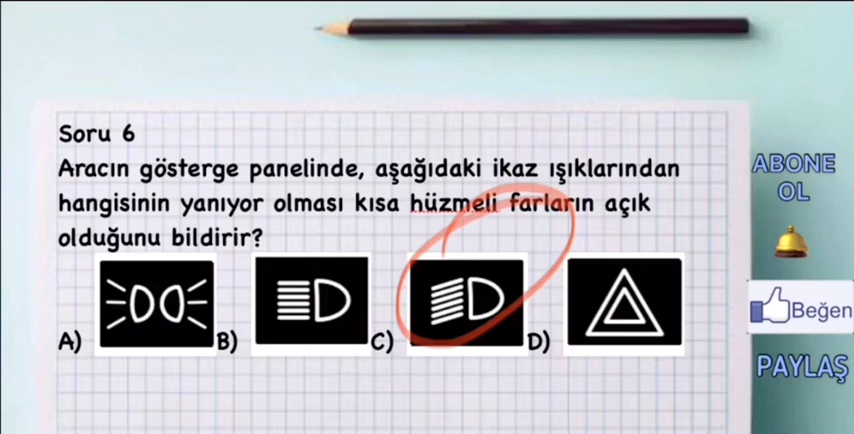 Soru 6
Aracın gösterge panelinde, aşağıdaki ikaz ışıklarından
hangisinin yanıyor olması kısa hüzmeli farların açık
olduğunu bildirir?
A) B) C) D)
ABONE
OL
Beğen
PAYLAŞ